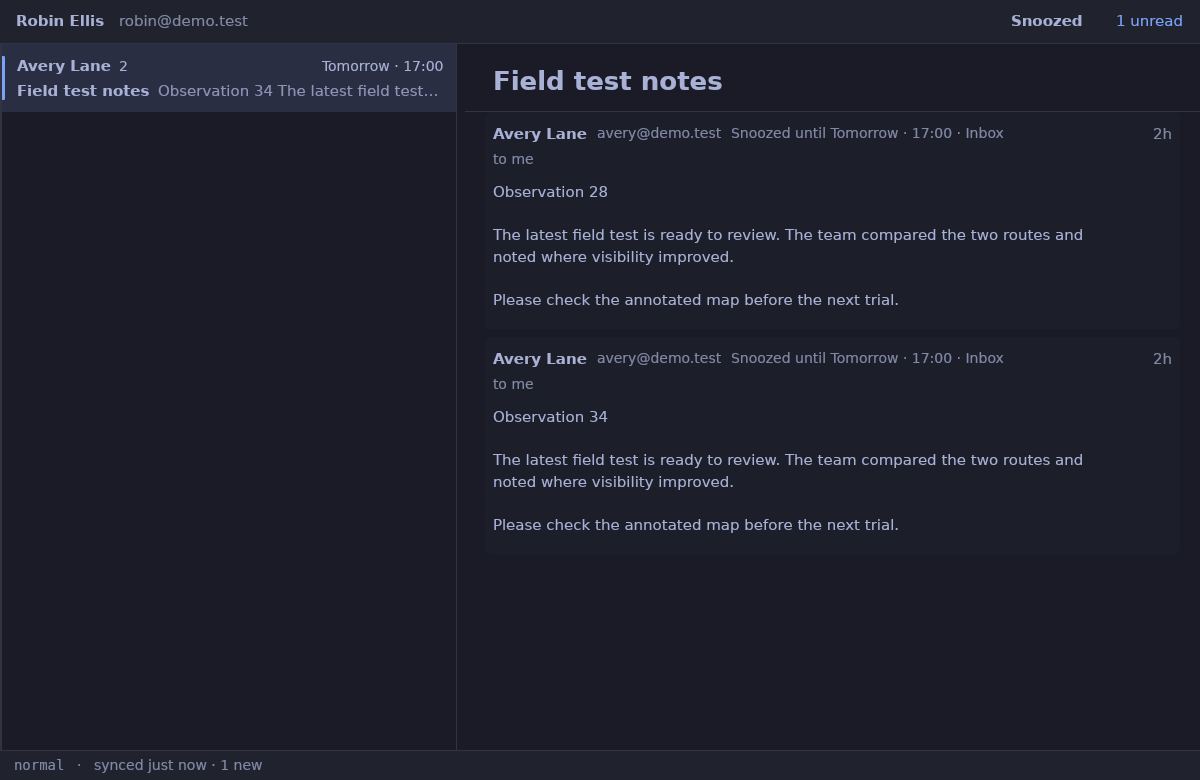 Robin Ellis robin@demo.test Snoozed 1 unread
Avery Lane 2 Tomorrow · 17:00
Field test notes Observation 34 The latest field test…
Field test notes
Avery Lane avery@demo.test Snoozed until Tomorrow · 17:00 · Inbox 2h
to me
Observation 28
The latest field test is ready to review. The team compared the two routes and
noted where visibility improved.
Please check the annotated map before the next trial.
Avery Lane avery@demo.test Snoozed until Tomorrow · 17:00 · Inbox 2h
to me
Observation 34
The latest field test is ready to review. The team compared the two routes and
noted where visibility improved.
Please check the annotated map before the next trial.
normal · synced just now · 1 new